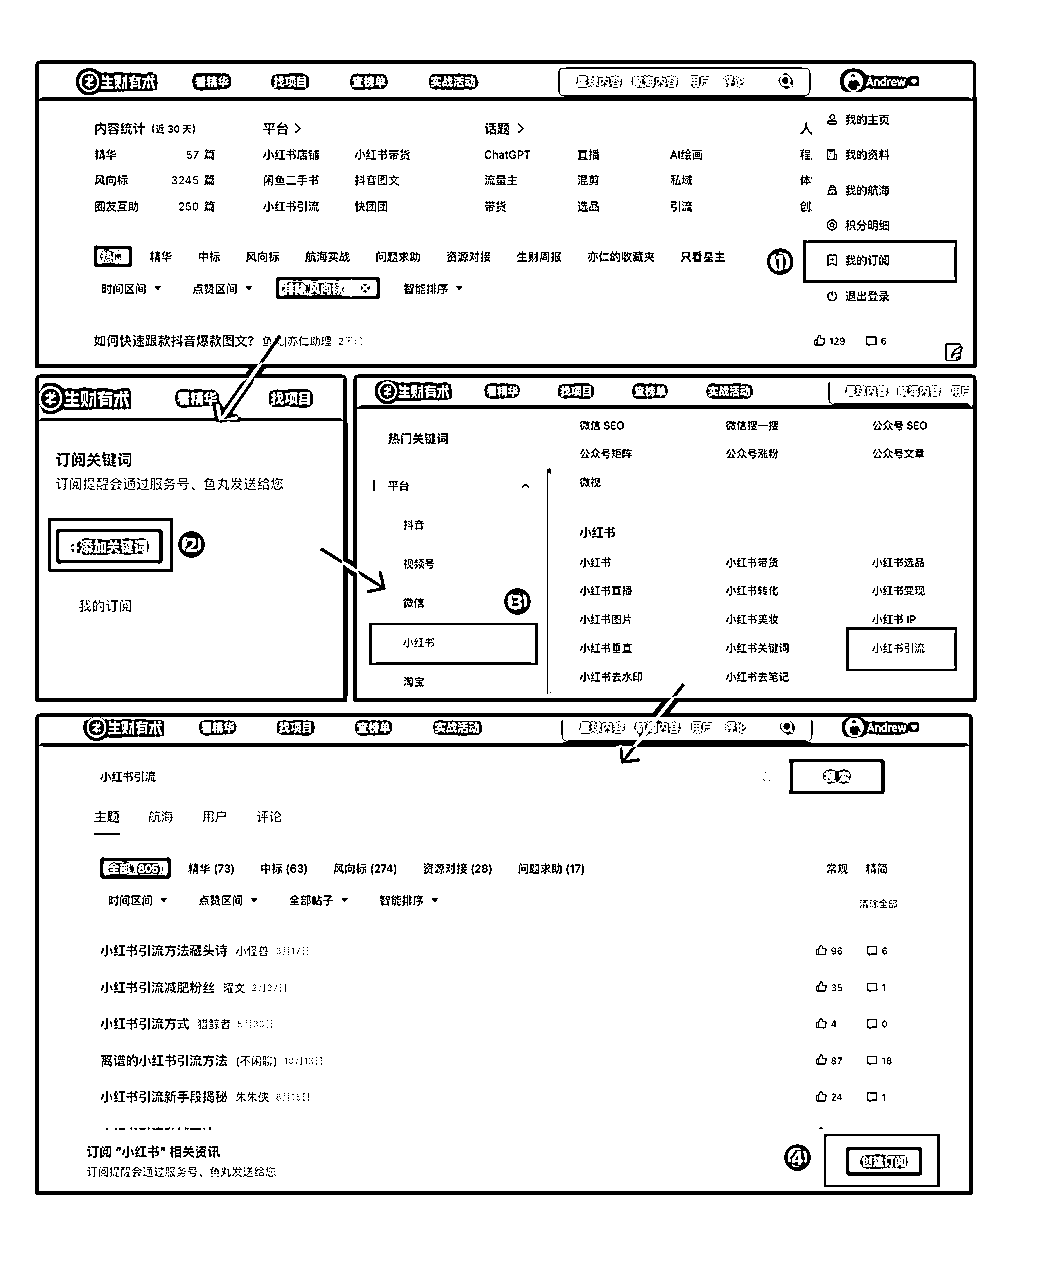 生财有术 看精华 找项目 查榜单 实战活动 Andrew
内容统计 (近 30 天) 平台 话题 人
精华 57 篇 小红书店铺 小红书带货 ChatGPT 直播 AI绘画 程
风向标 3245 篇 闲鱼二手书 抖音图文 流量主 混剪 私域 体
圈友互助 250 篇 小红书引流 快团团 带货 选品 引流 创
我的主页
我的资料
我的航海
积分明细
① 我的订阅
退出登录
精华 中标 风向标 航海实战 问题求助 资源对接 生财周报 亦仁的收藏夹 只看星主
时间区间 点赞区间 智能排序
如何快速跟款抖音爆款图文? 129 6
生财有术 看精华 找项目
订阅关键词
订阅提醒会通过服务号、鱼丸发送给您
添加关键词 ②
我的订阅
生财有术 看精华 找项目 查榜单 实战活动
热门关键词
平台
抖音
视频号
微信 ③
小红书
淘宝
微信 SEO 微信搜一搜 公众号 SEO
公众号矩阵 公众号涨粉 公众号文章
微视
小红书
小红书 小红书带货 小红书选品
小红书直播 小红书转化 小红书变现
小红书图片 小红书美妆 小红书 IP
小红书垂直 小红书关键词 小红书引流
小红书去水印 小红书去笔记
生财有术 看精华 找项目 查榜单 实战活动 Andrew
小红书引流 搜索
主题 航海 用户 评论
精华 (73) 中标 (63) 风向标 (274) 资源对接 (28) 问题求助 (17) 常规 精简
时间区间 点赞区间 全部帖子 智能排序 清除全部
小红书引流方法藏头诗 小怪兽 96 6
小红书引流减肥粉丝 濯文 35 1
小红书引流方式 猎鲸者 4 0
离谱的小红书引流方法 87 18
小红书引流新手段揭秘 朱朱侠 24 1
订阅 "小红书" 相关资讯
订阅提醒会通过服务号、鱼丸发送给您
④ 创建订阅